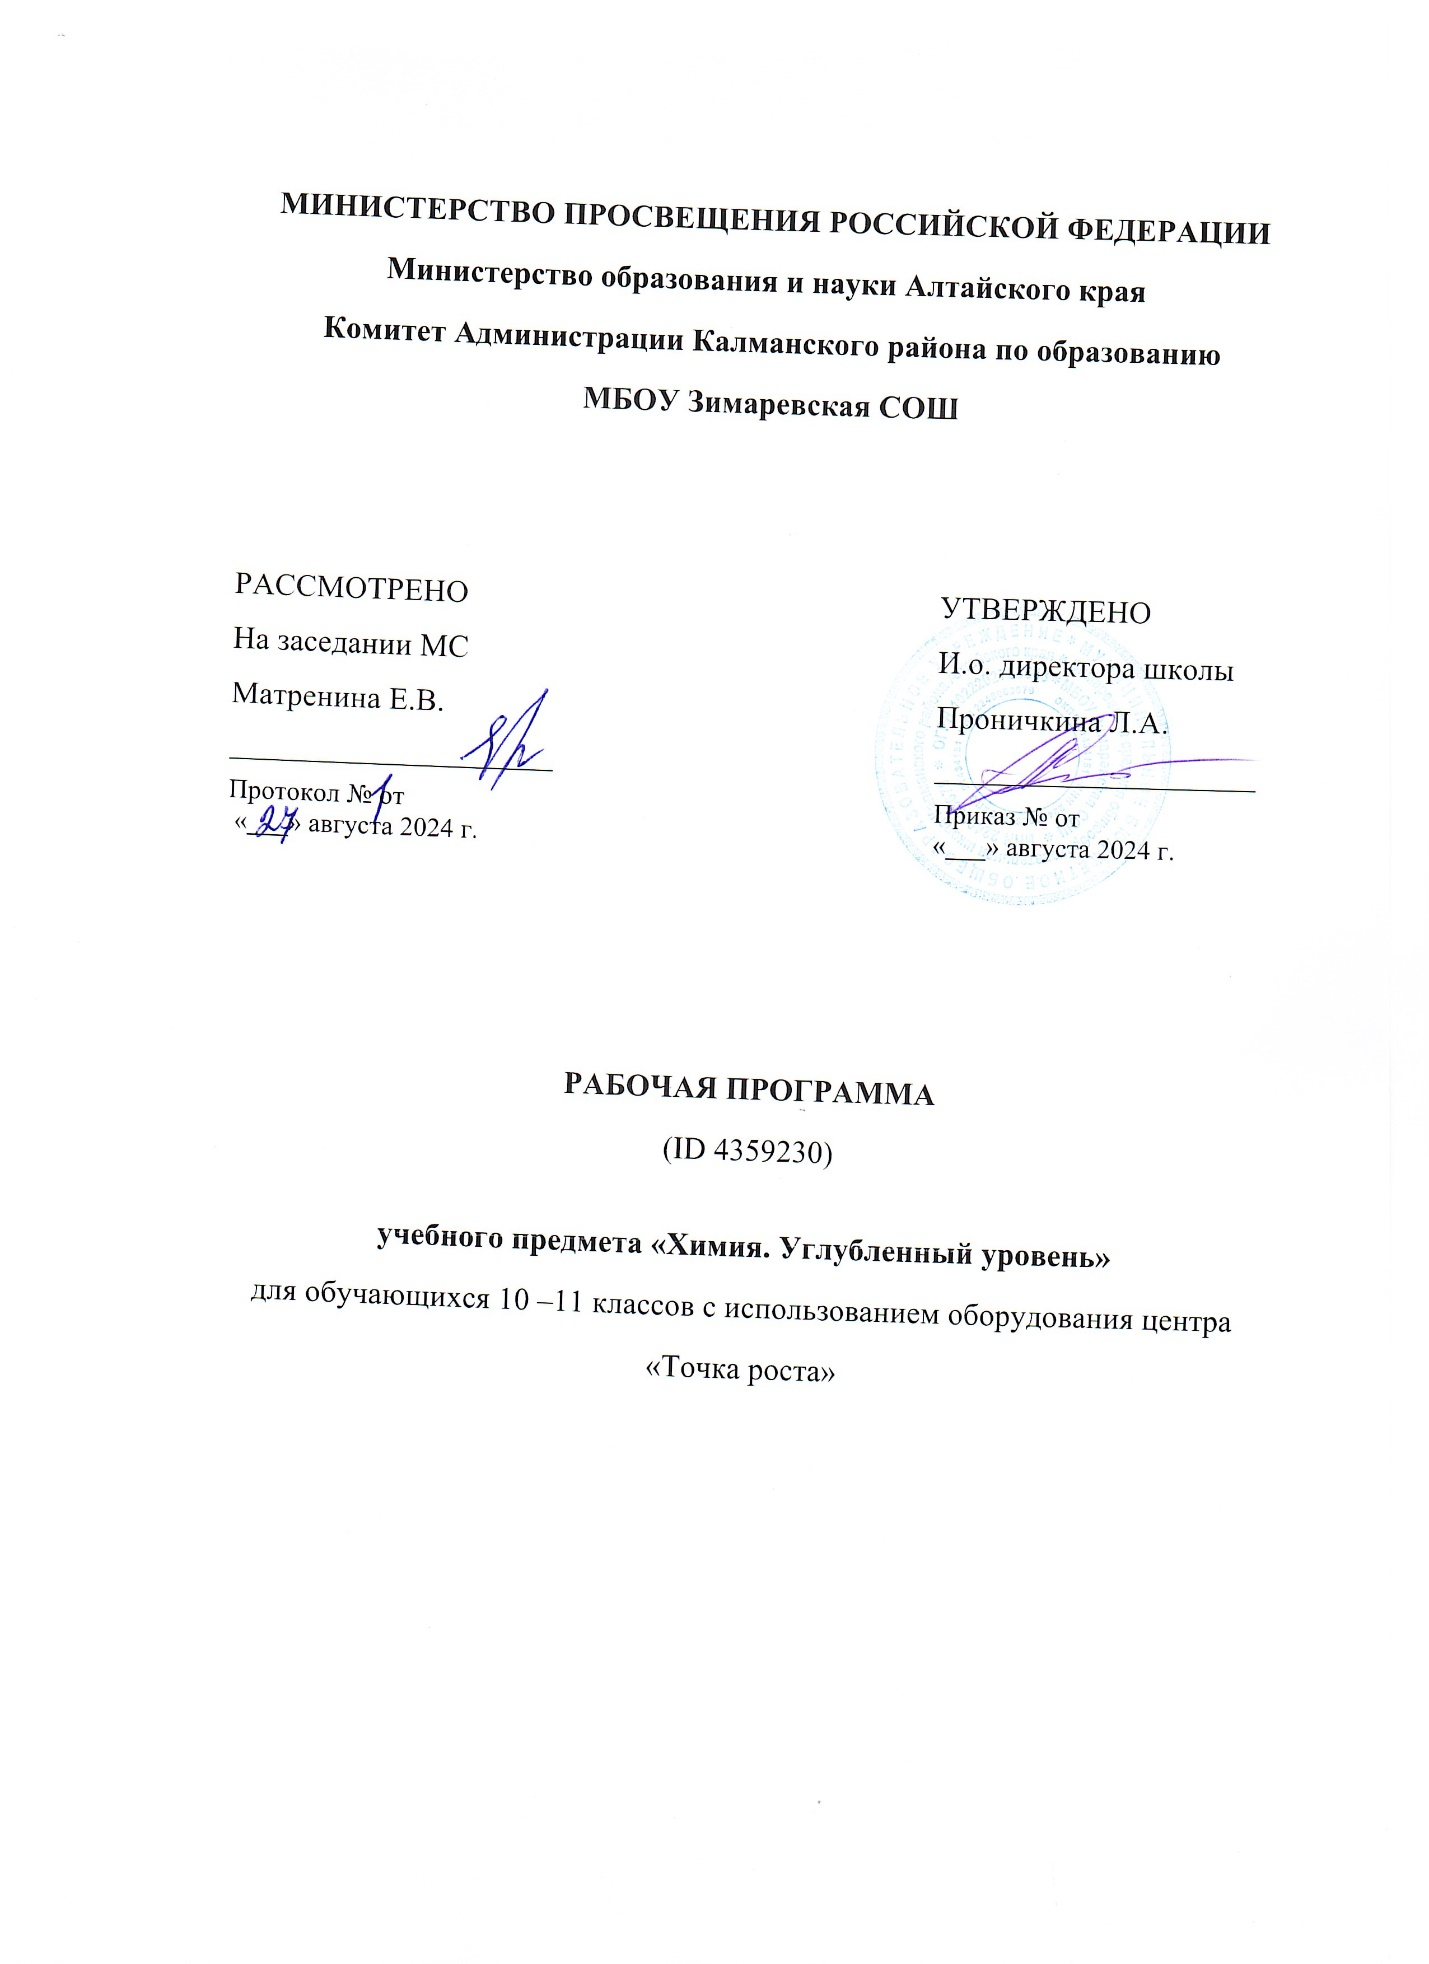 МИНИСТЕРСТВО ПРОСВЕЩЕНИЯ РОССИЙСКОЙ ФЕДЕРАЦИИ
Министерство образования и науки Алтайского края
Комитет Администрации Калманского района по образованию
МБОУ Зимаревская СОШ
РАССМОТРЕНО
На заседании МС
Матренина Е.В.
Протокол № 1 от
«27» августа 2024 г.
УТВЕРЖДЕНО
И.о. директора школы
Проничкина Л.А.
Приказ № от
«___» августа 2024 г.
РАБОЧАЯ ПРОГРАММА
(ID 4359230)
учебного предмета «Химия. Углубленный уровень»
для обучающихся 10 –11 классов с использованием оборудования центра
«Точка роста»